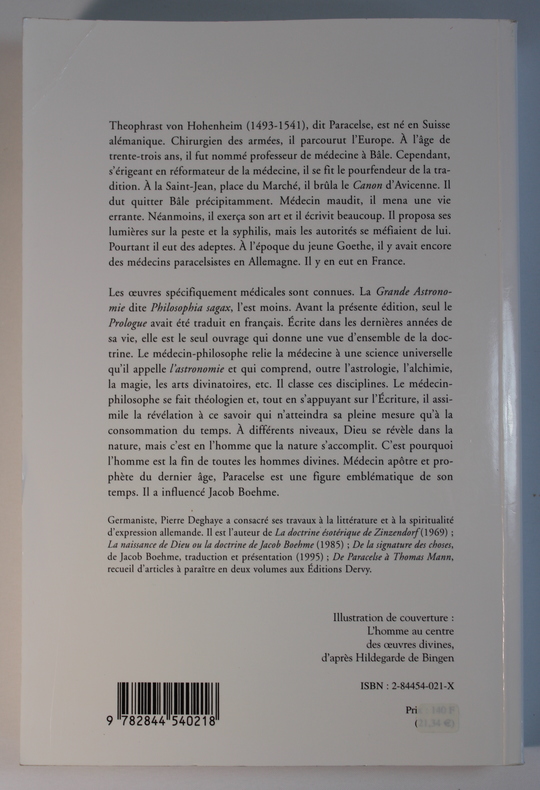 Theophrast von Hohenheim (1493-1541), dit Paracelse, est né en Suisse
alémanique. Chirurgien des armées, il parcourut l'Europe. À l'âge de
trente-trois ans, il fut nommé professeur de médecine à Bâle. Cependant,
s'érigeant en réformateur de la médecine, il se fit le pourfendeur de la tra-
dition. À la Saint-Jean, place du Marché, il brûla le Canon d'Avicenne. Il
dut quitter Bâle précipitamment. Médecin maudit, il mena une vie
errante. Néanmoins, il exerça son art et il écrivit beaucoup. Il proposa ses
lumières sur la peste et la syphilis, mais les autorités se méfiaient de lui.
Pourtant il eut des adeptes. À l'époque du jeune Goethe, il y avait encore
des médecins paracelsistes en Allemagne. Il y en eut en France.
Les œuvres spécifiquement médicales sont connues. La Grande Astrono-
mie dite Philosophia sagax, l'est moins. Avant la présente édition, seul le
Prologue avait été traduit en français. Écrite dans les dernières années de
sa vie, elle est le seul ouvrage qui donne une vue d'ensemble de la doc-
trine. Le médecin-philosophe relie la médecine à une science universelle
qu'il appelle l'astronomie et qui comprend, outre l'astrologie, l'alchimie,
la magie, les arts divinatoires, etc. Il classe ces disciplines. Le médecin-
philosophe se fait théologien et, tout en s'appuyant sur l'Écriture, il assi-
mile la révélation à ce savoir qui n'atteindra sa pleine mesure qu'à la
consommation du temps. À différents niveaux, Dieu se révèle dans la
nature, mais c'est en l'homme que la nature s'accomplit. C'est pourquoi
l'homme est la fin de toutes les hommes divines. Médecin apôtre et pro-
phète du dernier âge, Paracelse est une figure emblématique de son
temps. Il a influencé Jacob Boehme.
Germaniste, Pierre Deghaye a consacré ses travaux à la littérature et à la spiritualité
d'expression allemande. Il est l'auteur de La doctrine ésotérique de Zinzendorf (1969) ;
La naissance de Dieu ou la doctrine de Jacob Boehme (1985) ; De la signature des choses,
de Jacob Boehme, traduction et présentation (1995) ; De Paracelse à Thomas Mann,
recueil d'articles à paraître en deux volumes aux Éditions Dervy.
Illustration de couverture :
L'homme au centre
des œuvres divines,
d'après Hildegarde de Bingen
ISBN : 2-84454-021-X
9 782844 540218
Prix : 140 F
(21,34 €)